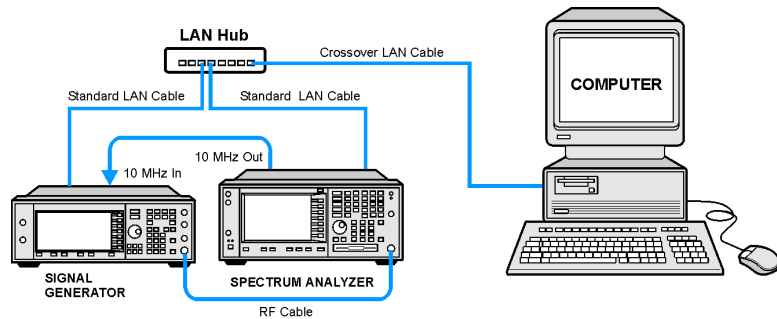 LAN Hub
Crossover LAN Cable
COMPUTER
Standard LAN Cable
Standard LAN Cable
10 MHz Out
10 MHz In
SIGNAL
GENERATOR
SPECTRUM ANALYZER
RF Cable